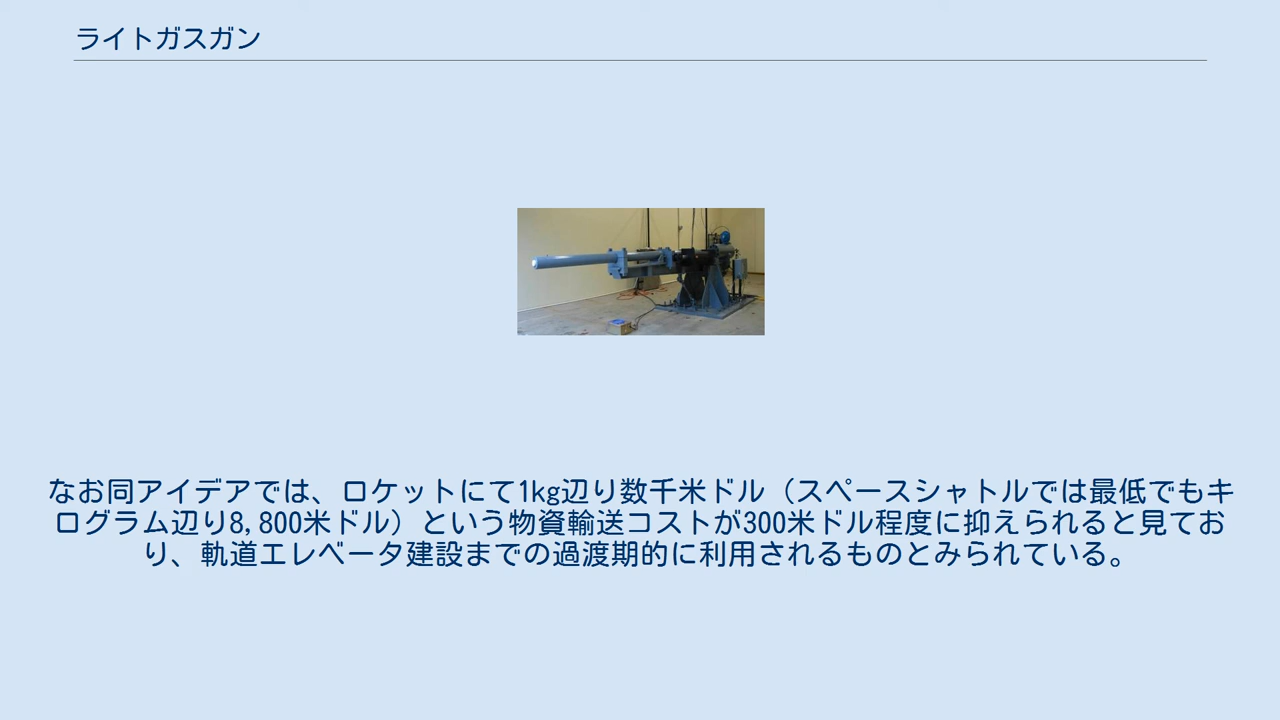 ライトガスガン
なお同アイデアでは、ロケットにて1kg辺り数千米ドル（スペースシャトルでは最低でもキ
ログラム辺り8,800米ドル）という物資輸送コストが300米ドル程度に抑えられると見てお
り、軌道エレベータ建設までの過渡期的に利用されるものとみられている。